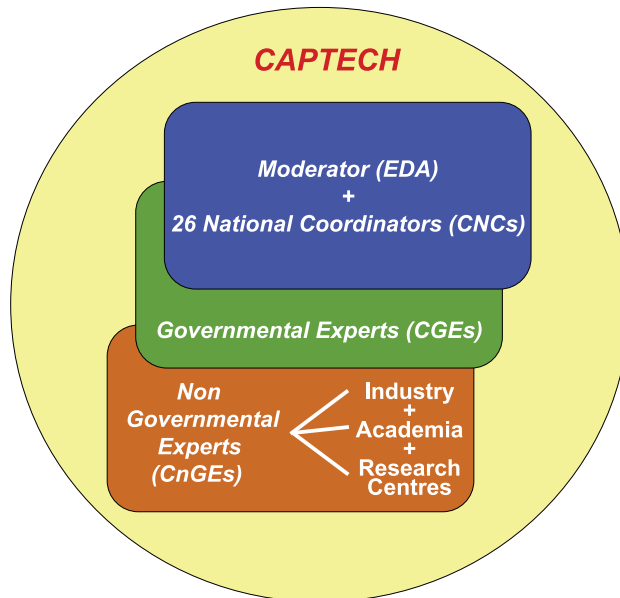 CAPTECH
Moderator (EDA)
+
26 National Coordinators (CNCs)
Governmental Experts (CGEs)
Non
Governmental
Experts
(CnGEs)
Industry
+
Academia
+
Research
Centres